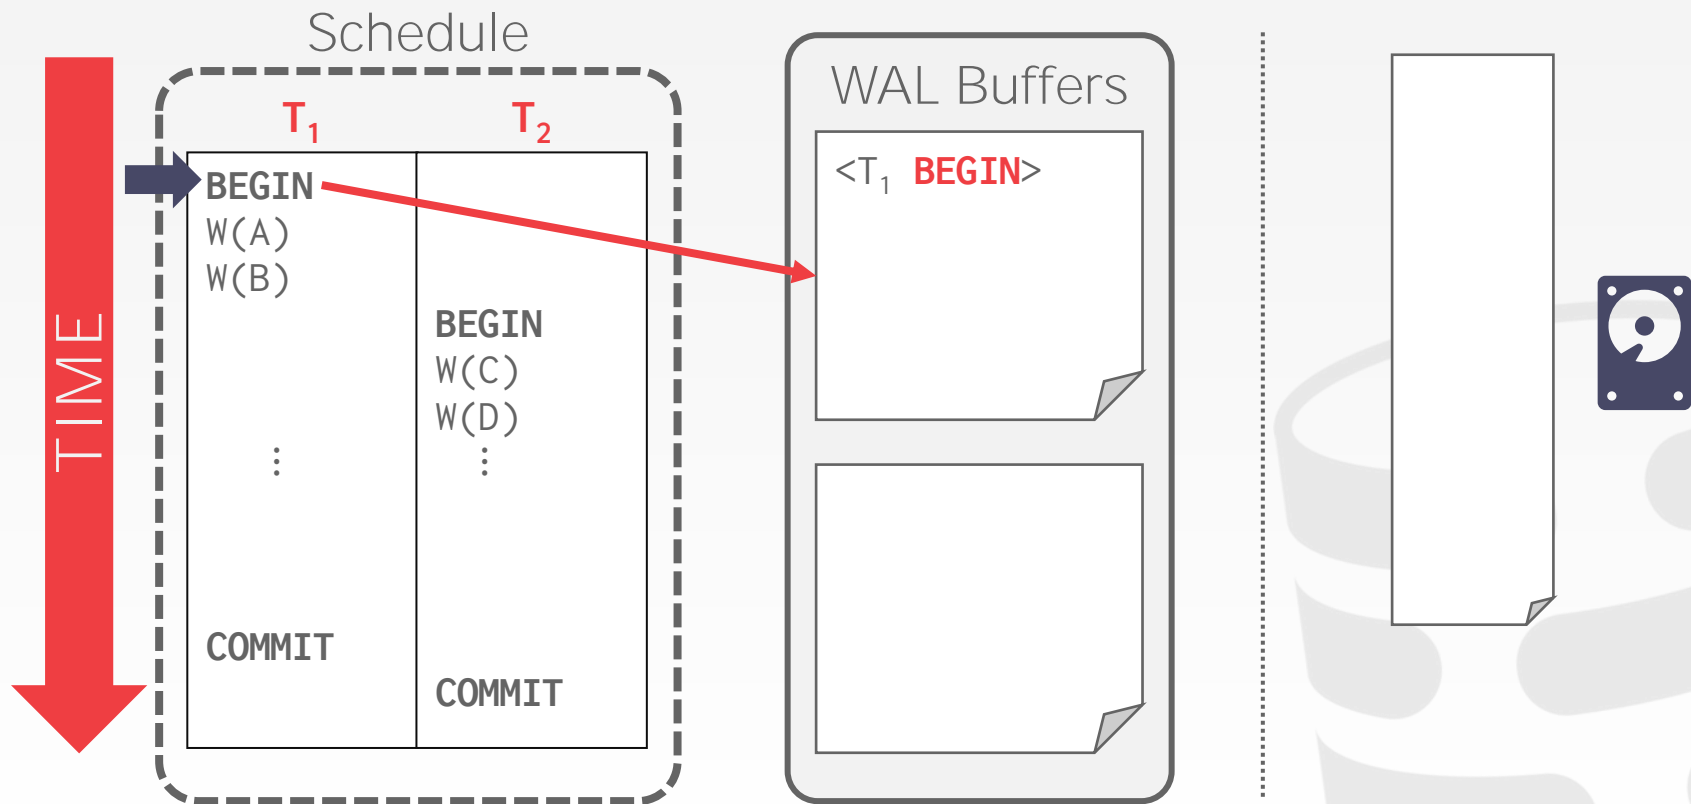 Schedule
TIME
T₁ T₂
BEGIN
W(A)
W(B)
BEGIN
W(C)
W(D)
⋮ ⋮
COMMIT
COMMIT
WAL Buffers
<T₁ BEGIN>